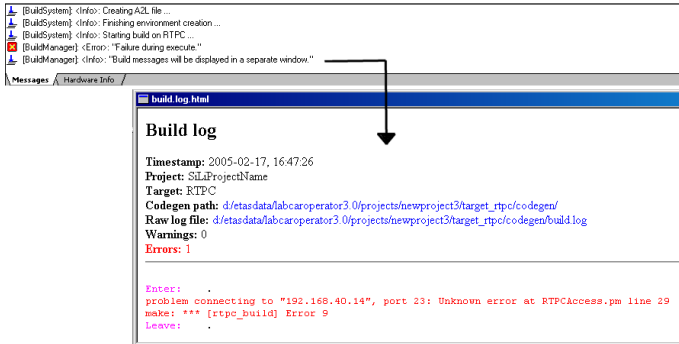 [BuildSystem]: <Info>: Creating A2L file....
[BuildSystem]: <Info>: Finishing environment creation ...
[BuildSystem]: <Info>: Starting build on RTPC ...
[BuildManager]: <Error>: "Failure during execute."
[BuildManager]: <Info>: "Build messages will be displayed in a separate window."
Messages
Hardware Info
build.log.html
Build log
Timestamp: 2005-02-17, 16:47:26
Project: SiLiProjectName
Target: RTPC
Codegen path: d:/etasdata/labcaroperator3.0/projects/newproject3/target_rtpc/codegen/
Raw log file: d:/etasdata/labcaroperator3.0/projects/newproject3/target_rtpc/codegen/build.log
Warnings: 0
Errors: 1
Enter: .
problem connecting to "192.168.40.14", port 23: Unknown error at RTPCAccess.pm line 29
make: *** [rtpc_build] Error 9
Leave: .